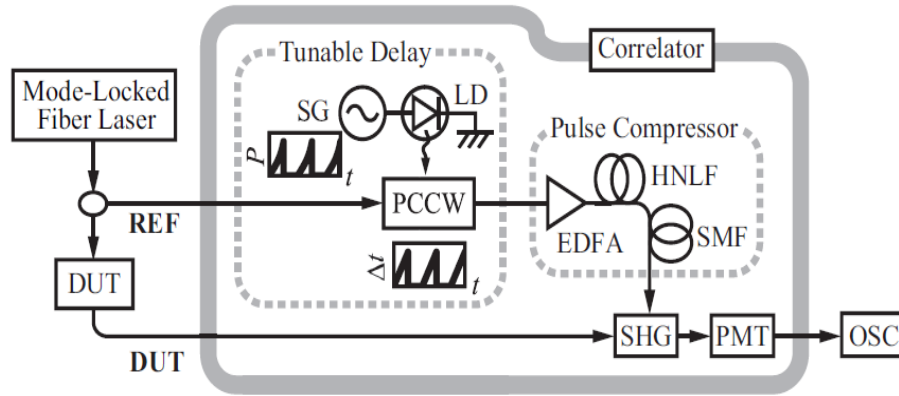 Correlator
Tunable Delay
Mode-Locked
Fiber Laser
SG
LD
P
t
Pulse Compressor
HNLF
REF
PCCW
EDFA
SMF
Δt
t
DUT
SHG
PMT
OSC
DUT